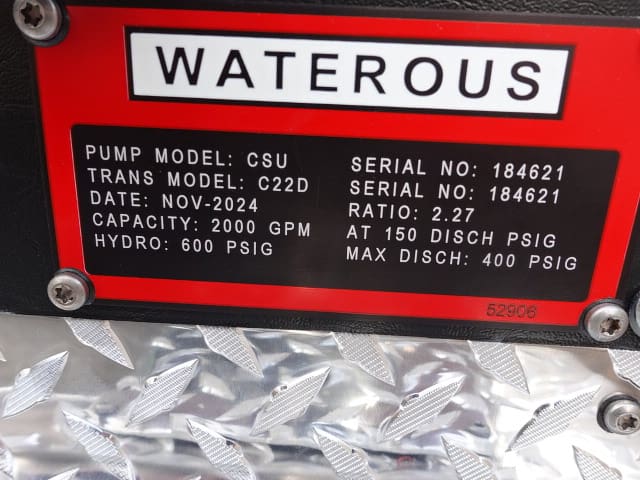 WATEROUS
PUMP MODEL: CSU SERIAL NO: 184621
TRANS MODEL: C22D SERIAL NO: 184621
DATE: NOV-2024 RATIO: 2.27
CAPACITY: 2000 GPM AT 150 DISCH PSIG
HYDRO: 600 PSIG MAX DISCH: 400 PSIG
52906